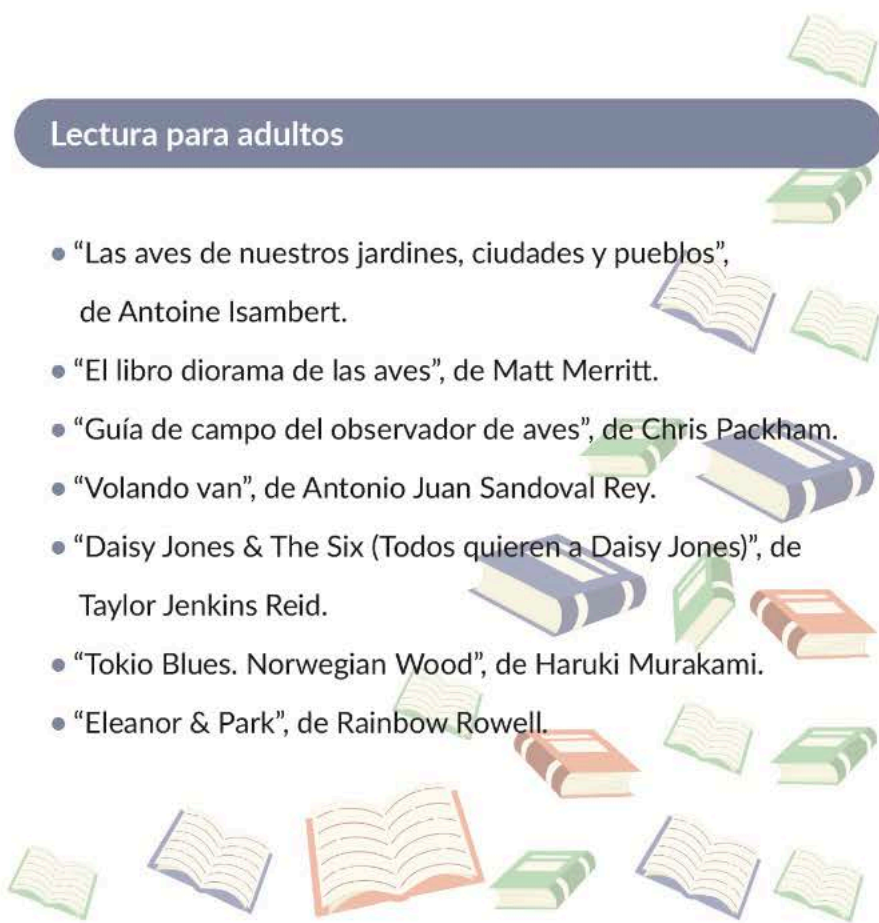 Lectura para adultos
• “Las aves de nuestros jardines, ciudades y pueblos”,
de Antoine Isambert.
• “El libro diorama de las aves”, de Matt Merritt.
• “Guía de campo del observador de aves”, de Chris Packham.
• “Volando van”, de Antonio Juan Sandoval Rey.
• “Daisy Jones & The Six (Todos quieren a Daisy Jones)”, de
Taylor Jenkins Reid.
• “Tokio Blues. Norwegian Wood”, de Haruki Murakami.
• “Eleanor & Park”, de Rainbow Rowell.